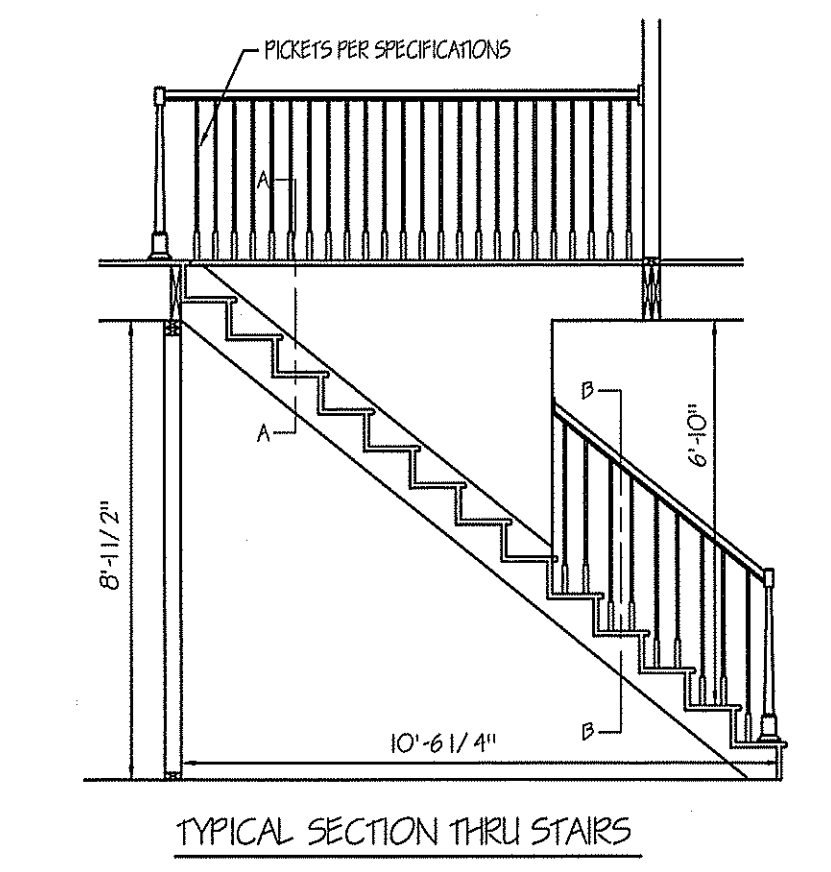 PICKETS PER SPECIFICATIONS
A
A
B
6'-10"
8'-1 1/2"
B
10'-6 1/4"
TYPICAL SECTION THRU STAIRS